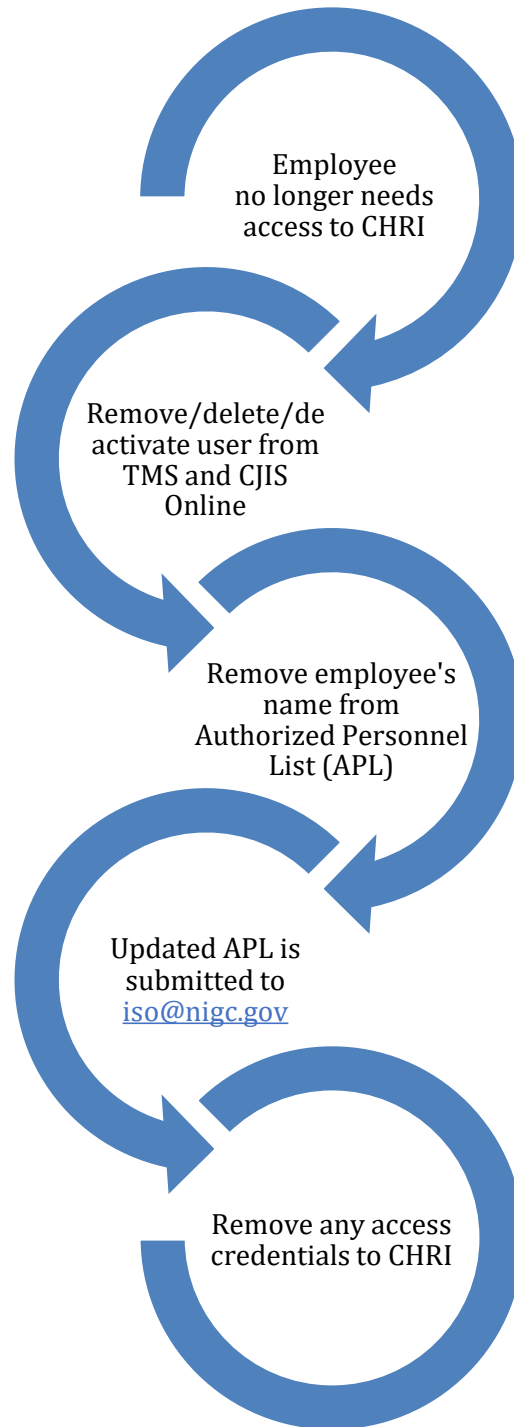 Employee
no longer needs
access to CHRI
Remove/delete/de
activate user from
TMS and CJIS
Online
Remove employee's
name from
Authorized Personnel
List (APL)
Updated APL is
submitted to
iso@nigc.gov
Remove any access
credentials to CHRI